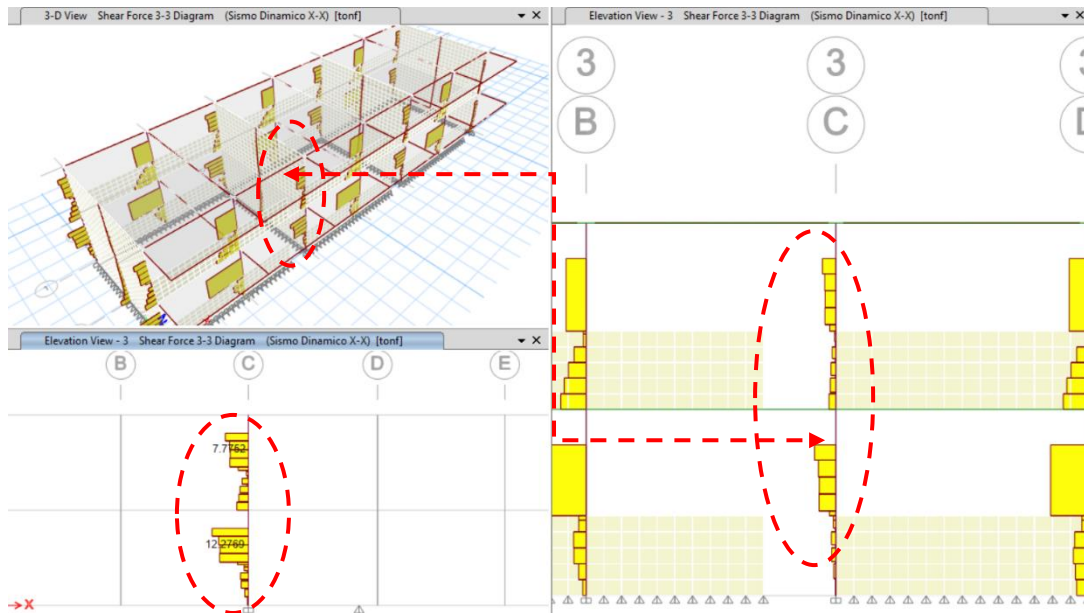 3-D View Shear Force 3-3 Diagram (Sismo Dinamico X-X) [tonf]
Elevation View - 3 Shear Force 3-3 Diagram (Sismo Dinamico X-X) [tonf]
3
3
3
B
C
D
Elevation View - 3 Shear Force 3-3 Diagram (Sismo Dinamico X-X) [tonf]
B
C
D
E
7.7762
12.2769
X